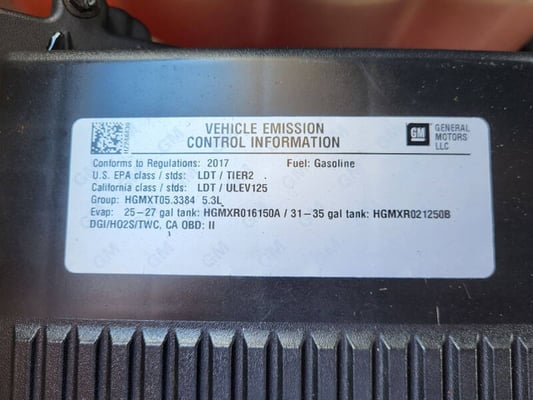 VEHICLE EMISSION
CONTROL INFORMATION
GM
GENERAL
MOTORS
LLC
Conforms to Regulations: 2017 Fuel: Gasoline
U.S. EPA class / stds: LDT / TIER2
California class / stds: LDT / ULEV125
Group: HGMXT05.3384 5.3L
Evap: 25-27 gal tank: HGMXR016150A / 31-35 gal tank: HGMXR021250B
DGI/HO2S/TWC, CA OBD: II